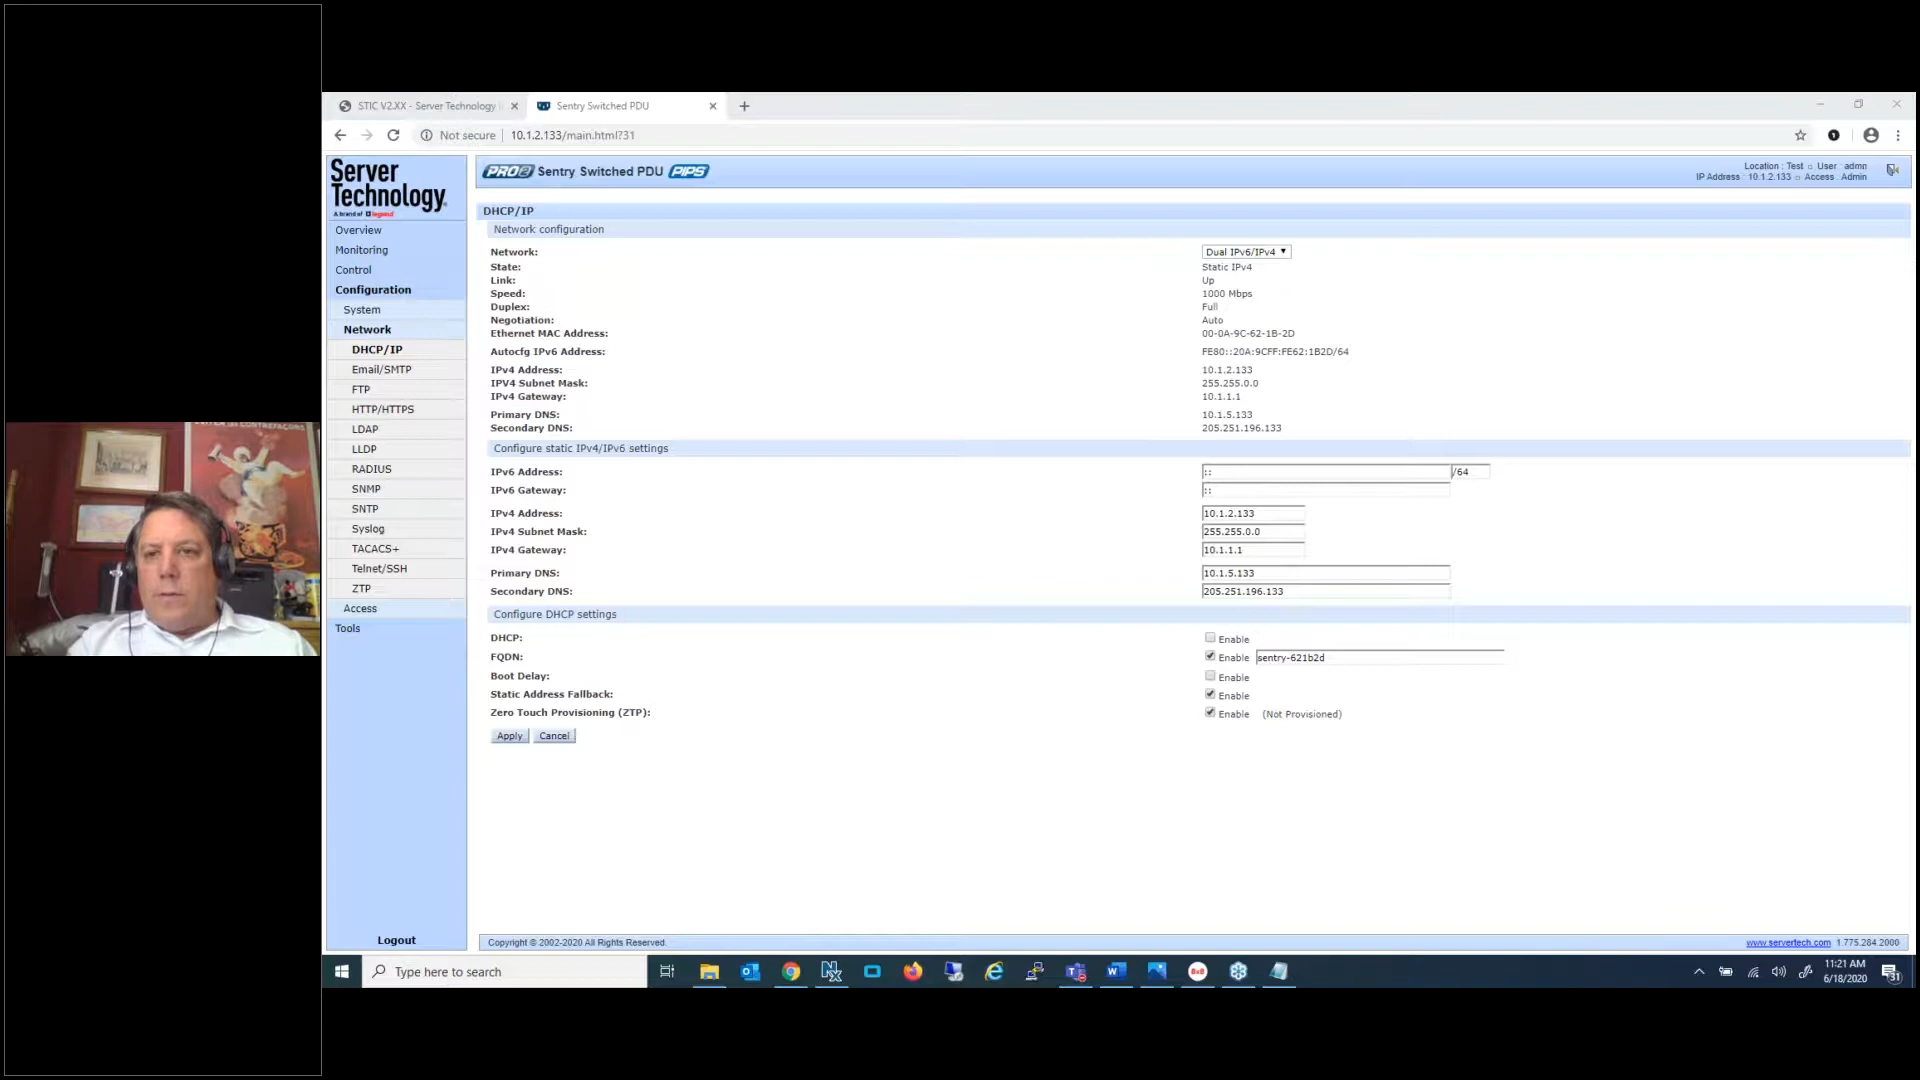 STIC V2.XX - Server Technology
Sentry Switched PDU
Not secure
10.1.2.133/main.html?31
Server
Technology
A brand of legrand
PRO2 Sentry Switched PDU PIPS
Location : Test User : admn
IP Address : 10.1.2.133 Access : Admin
Overview
Monitoring
Control
Configuration
System
Network
DHCP/IP
Email/SMTP
FTP
HTTP/HTTPS
LDAP
LLDP
RADIUS
SNMP
SNTP
Syslog
TACACS+
Telnet/SSH
ZTP
Access
Tools
Logout
DHCP/IP
Network configuration
Network: Dual IPv6/IPv4
State: Static IPv4
Link: Up
Speed: 1000 Mbps
Duplex: Full
Negotiation: Auto
Ethernet MAC Address: 00-0A-9C-62-1B-2D
Autocfg IPv6 Address: FE80::20A:9CFF:FE62:1B2D/64
IPv4 Address: 10.1.2.133
IPV4 Subnet Mask: 255.255.0.0
IPv4 Gateway: 10.1.1.1
Primary DNS: 10.1.5.133
Secondary DNS: 205.251.196.133
Configure static IPv4/IPv6 settings
IPv6 Address: :: /64
IPv6 Gateway: ::
IPv4 Address: 10.1.2.133
IPv4 Subnet Mask: 255.255.0.0
IPv4 Gateway: 10.1.1.1
Primary DNS: 10.1.5.133
Secondary DNS: 205.251.196.133
Configure DHCP settings
DHCP: Enable
FQDN: Enable sentry-621b2d
Boot Delay: Enable
Static Address Fallback: Enable
Zero Touch Provisioning (ZTP): Enable (Not Provisioned)
Apply Cancel
Copyright © 2002-2020 All Rights Reserved.
www.servertech.com 1.775.284.2000
Type here to search
11:21 AM
6/18/2020